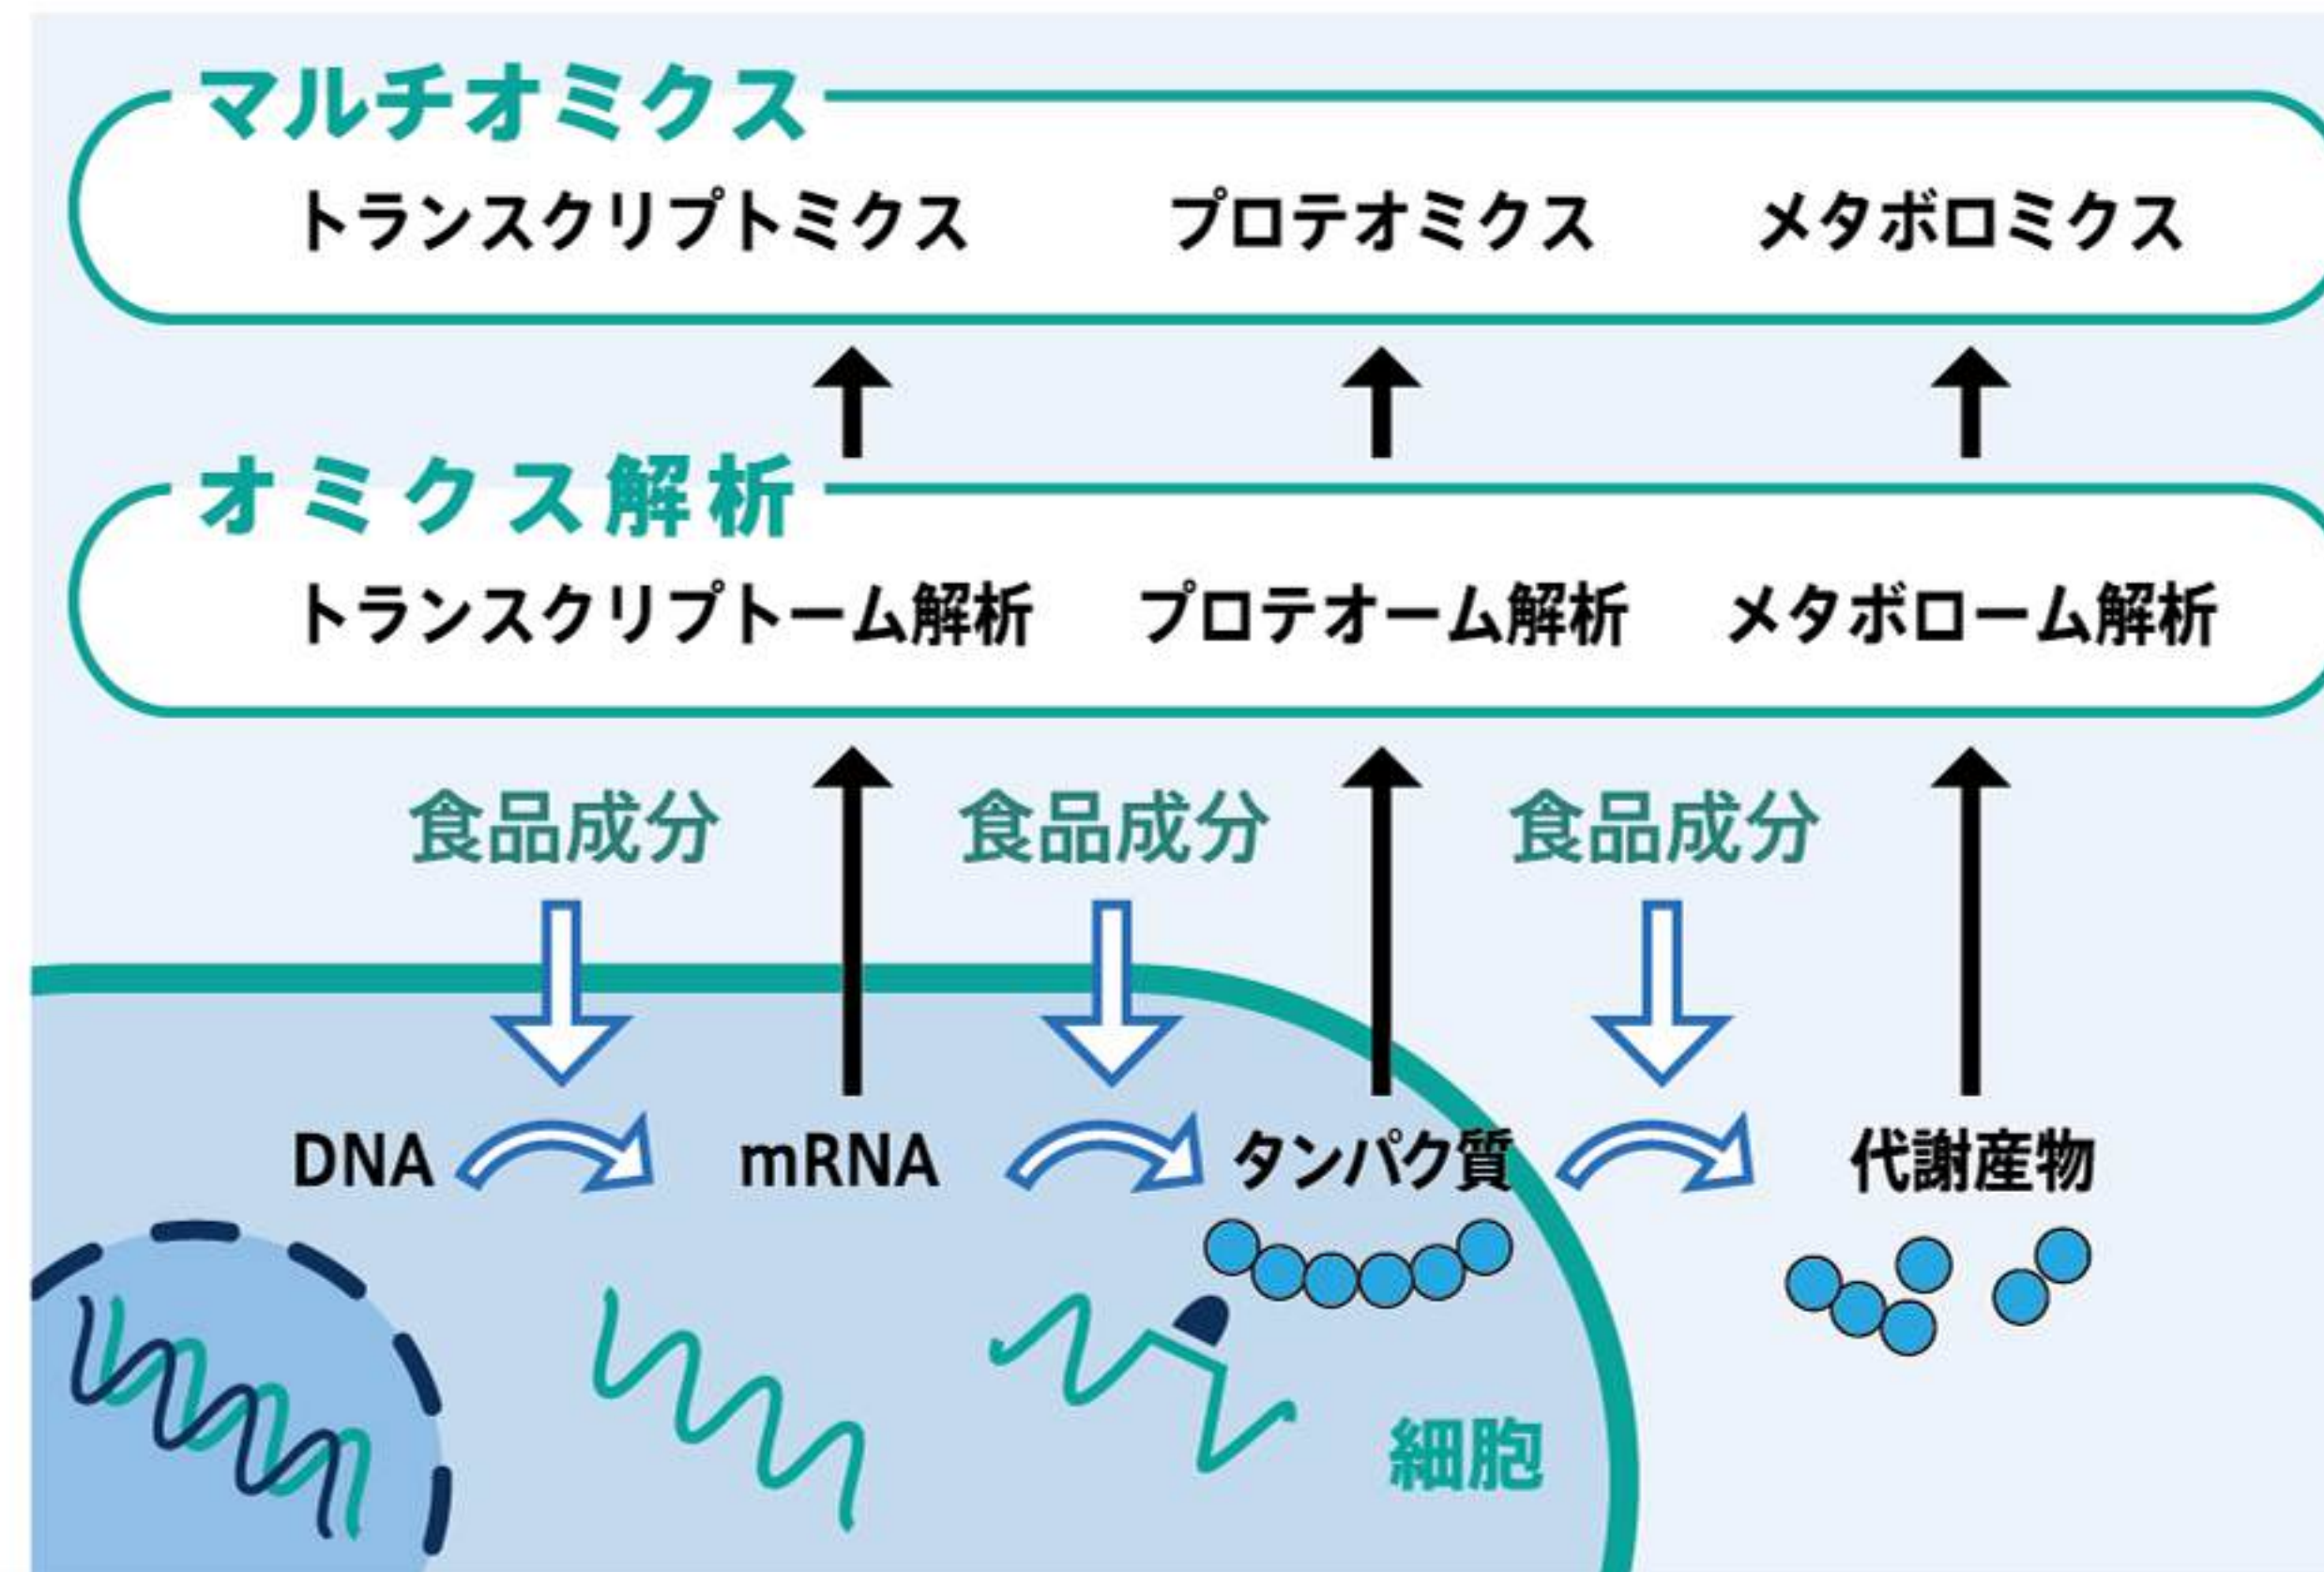 マルチオミクス
トランスクリプトミクス プロテオミクス メタボロミクス
オミクス解析
トランスクリプトーム解析 プロテオーム解析 メタボローム解析
食品成分 食品成分 食品成分
DNA mRNA タンパク質 代謝産物
細胞